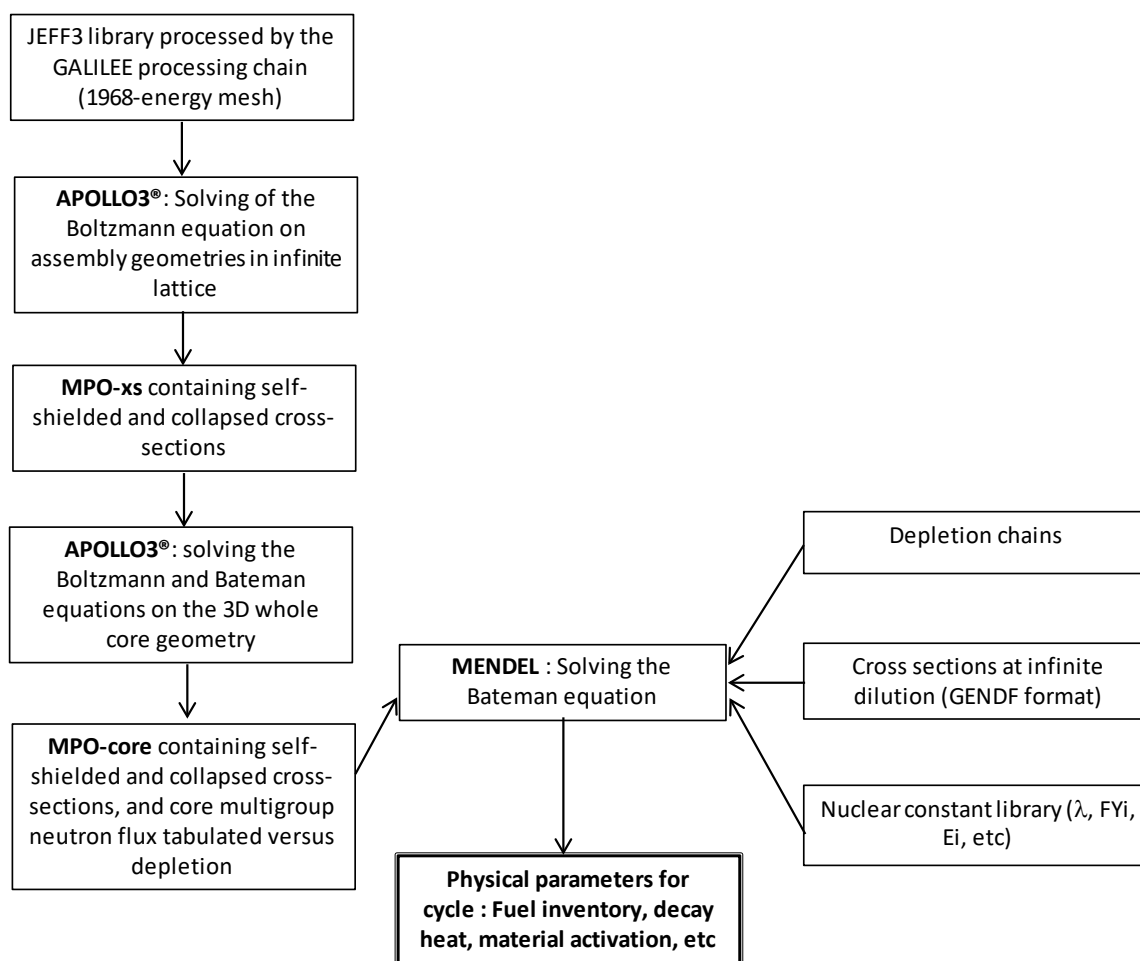 JEFF3 library processed by the
GALILEE processing chain
(1968-energy mesh)
APOLLO3®: Solving of the
Boltzmann equation on
assembly geometries in infinite
lattice
MPO-xs containing self-
shielded and collapsed cross-
sections
APOLLO3®: solving the
Boltzmann and Bateman
equations on the 3D whole
core geometry
MPO-core containing self-
shielded and collapsed cross-
sections, and core multigroup
neutron flux tabulated versus
depletion
MENDEL : Solving the
Bateman equation
Depletion chains
Cross sections at infinite
dilution (GENDF format)
Nuclear constant library (λ, FYi,
Ei, etc)
Physical parameters for
cycle : Fuel inventory, decay
heat, material activation, etc